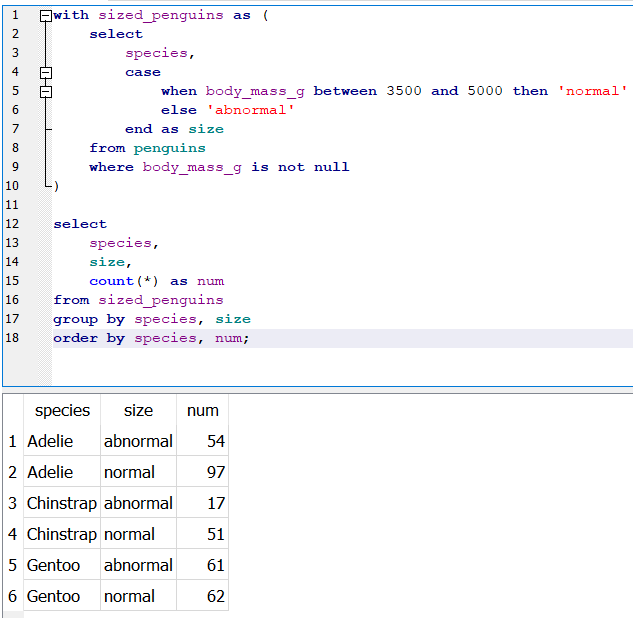 1 with sized_penguins as (
2 select
3 species,
4 case
5 when body_mass_g between 3500 and 5000 then 'normal'
6 else 'abnormal'
7 end as size
8 from penguins
9 where body_mass_g is not null
10 )
11
12 select
13 species,
14 size,
15 count(*) as num
16 from sized_penguins
17 group by species, size
18 order by species, num;
species size num
1 Adelie abnormal 54
2 Adelie normal 97
3 Chinstrap abnormal 17
4 Chinstrap normal 51
5 Gentoo abnormal 61
6 Gentoo normal 62